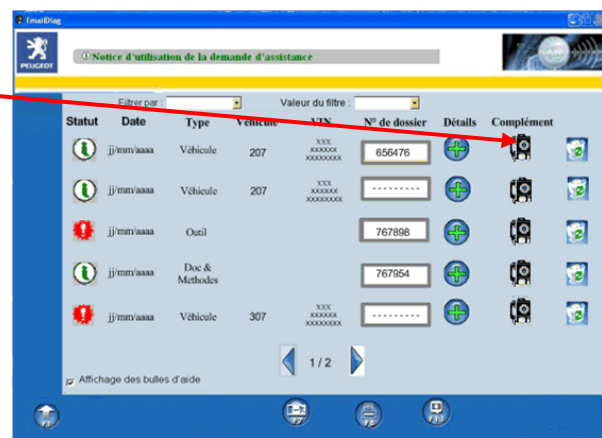 EmailDiag
PEUGEOT
Notice d'utilisation de la demande d'assistance
Filtrer par : Valeur du filtre :
Statut Date Type Véhicule VIN N° de dossier Détails Complément
jj/mm/aaaa Véhicule 207 xxx xxxxxx xxxxxxxx 656476
jj/mm/aaaa Véhicule 207 xxx xxxxxx xxxxxxxx ---------
jj/mm/aaaa Outil 767898
jj/mm/aaaa Doc & Methodes 767954
jj/mm/aaaa Véhicule 307 xxx xxxxxx xxxxxxxx ---------
1/2
Affichage des bulles d'aide